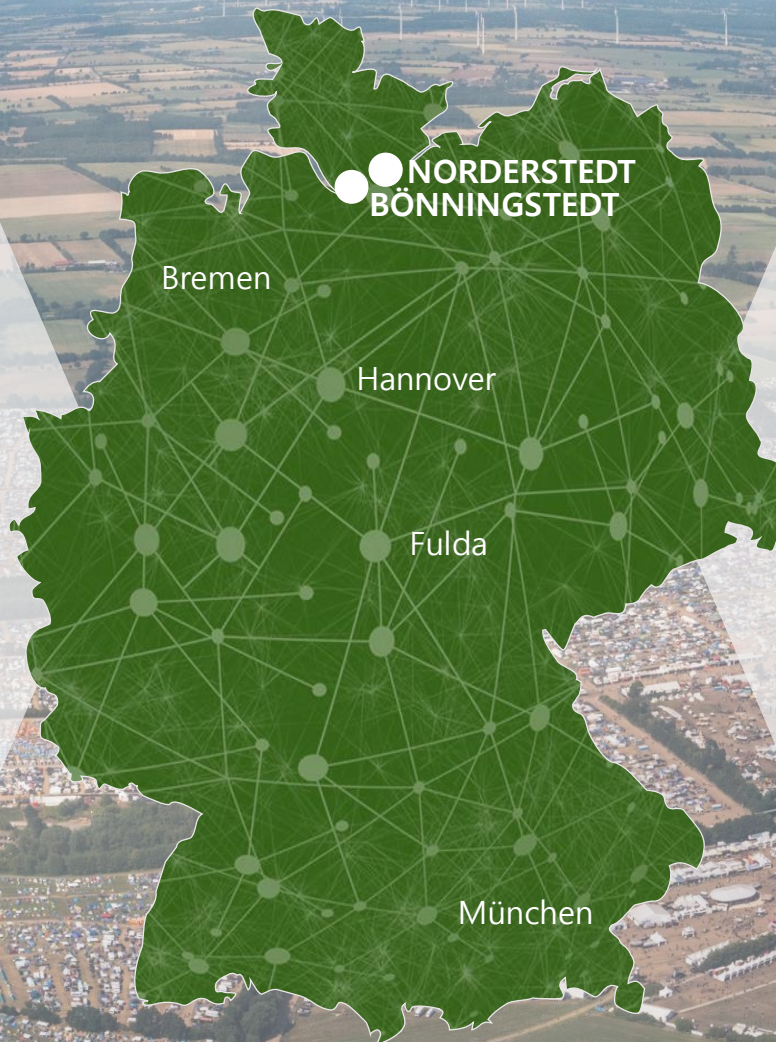 NORDERSTEDT
BÖNNINGSTEDT
Bremen
Hannover
Fulda
München